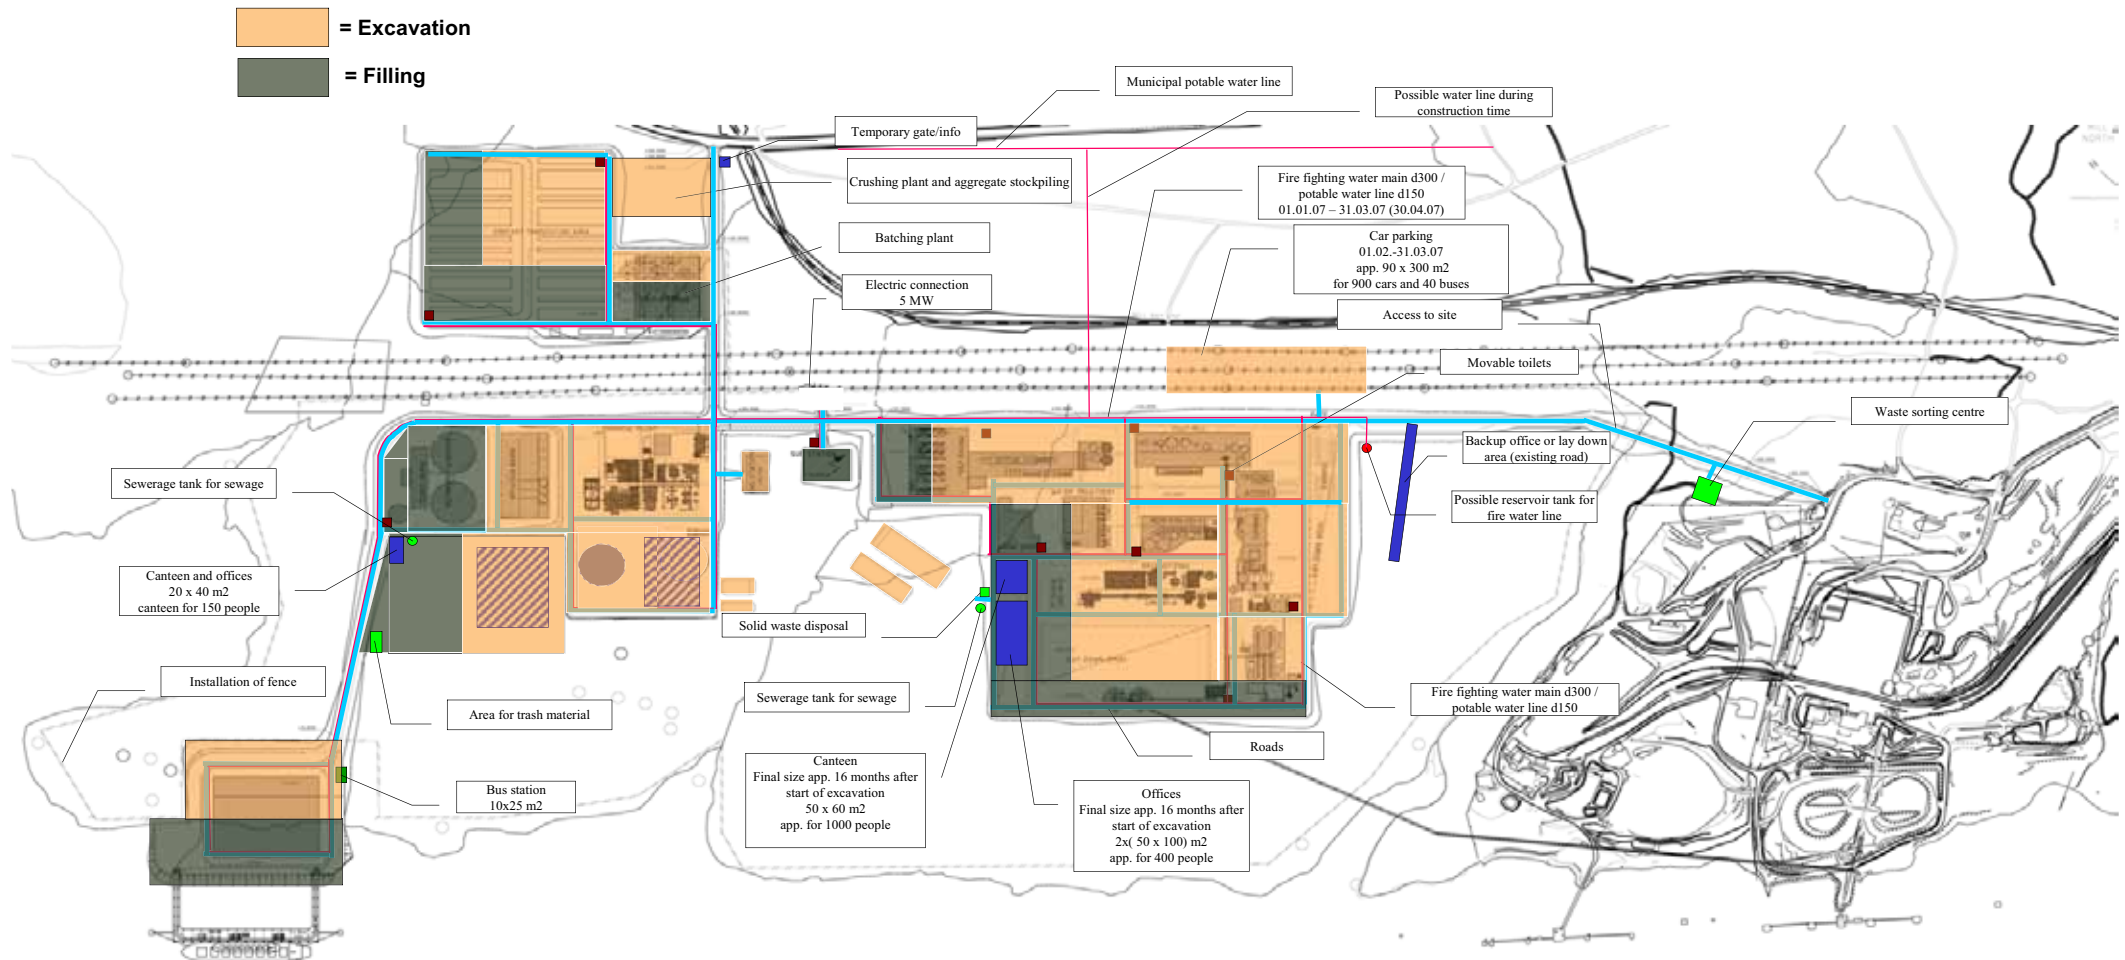 = Excavation
= Filling
Municipal potable water line
Possible water line during
construction time
Temporary gate/info
Crushing plant and aggregate stockpiling
Fire fighting water main d300 /
potable water line d150
01.01.07 – 31.03.07 (30.04.07)
Batching plant
Car parking
01.02.-31.03.07
app. 90 x 300 m2
for 900 cars and 40 buses
Electric connection
5 MW
Access to site
Movable toilets
Waste sorting centre
Backup office or lay down
area (existing road)
Sewerage tank for sewage
Possible reservoir tank for
fire water line
Canteen and offices
20 x 40 m2
canteen for 150 people
Solid waste disposal
Installation of fence
Sewerage tank for sewage
Fire fighting water main d300 /
potable water line d150
Area for trash material
Roads
Canteen
Final size app. 16 months after
start of excavation
50 x 60 m2
app. for 1000 people
Bus station
10x25 m2
Offices
Final size app. 16 months after
start of excavation
2x( 50 x 100) m2
app. for 400 people